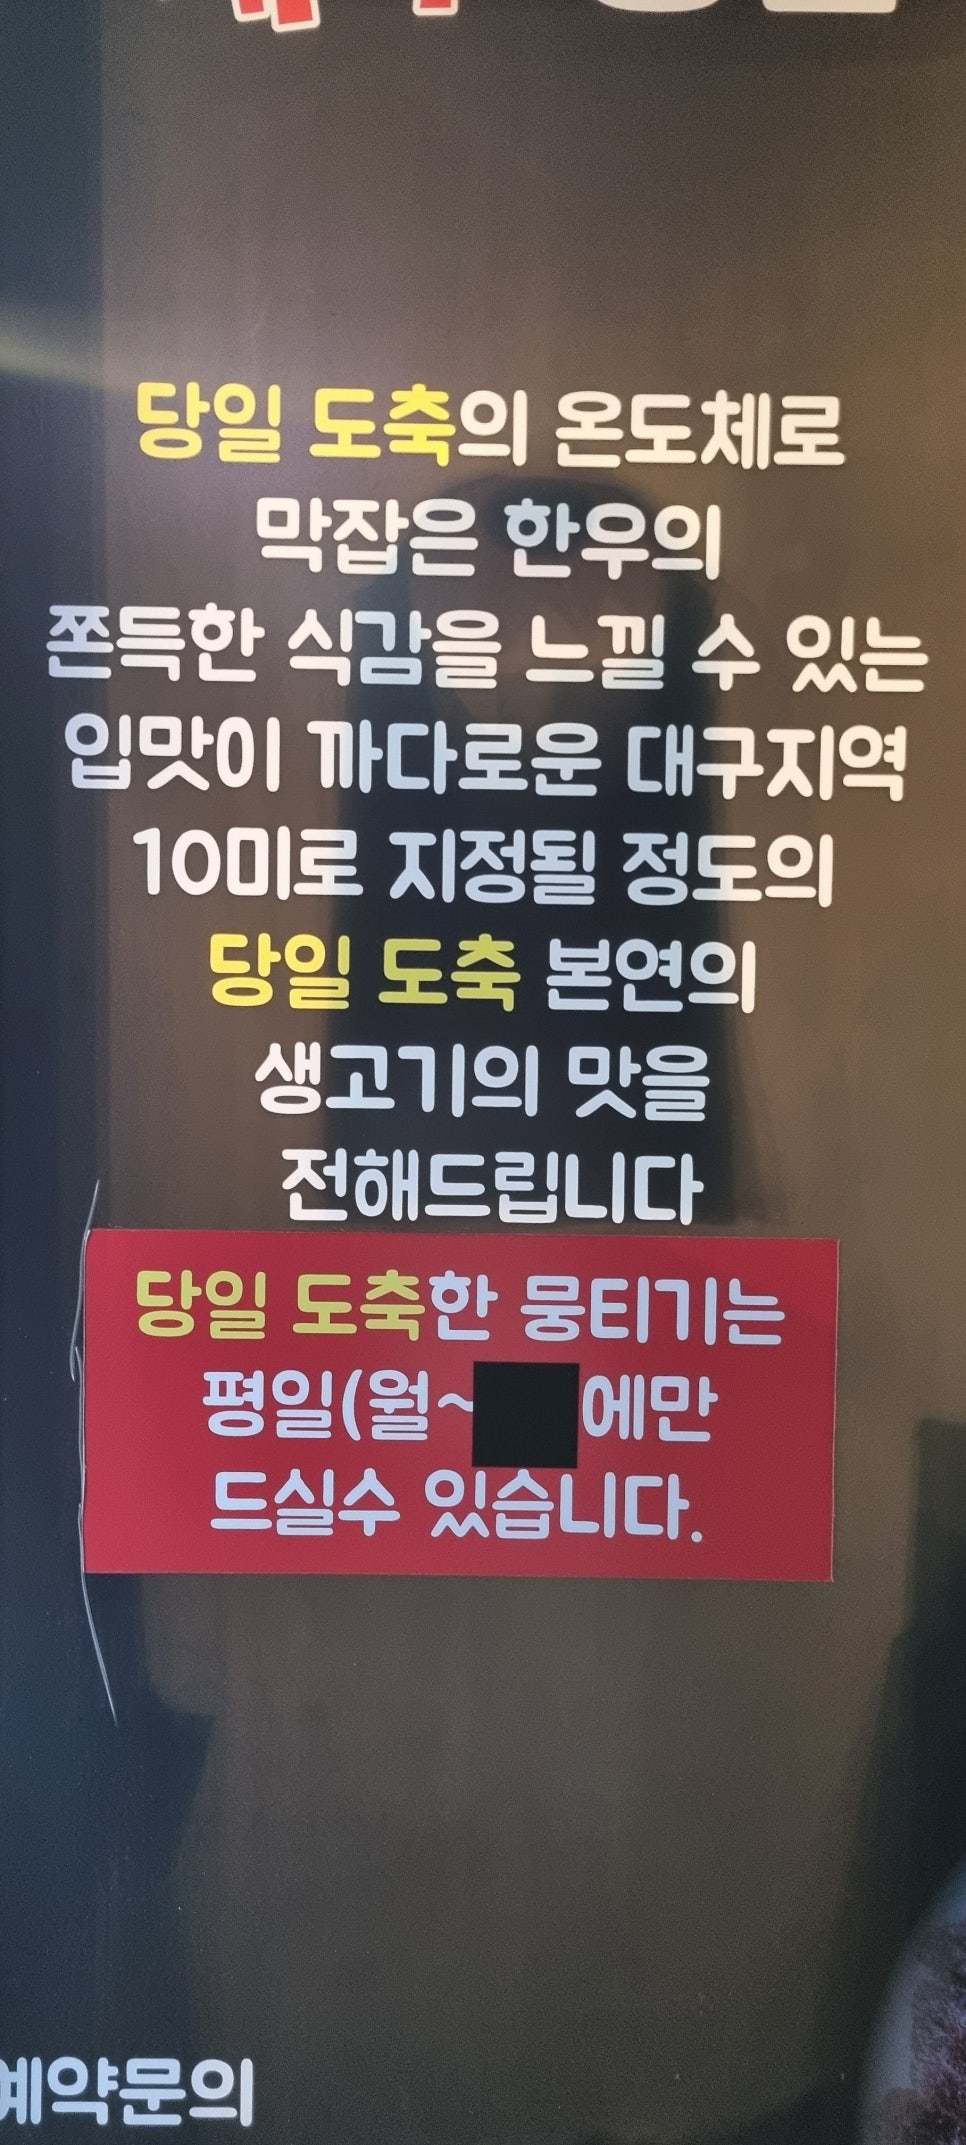 당일 도축의 온도체로
막잡은 한우의
쫀득한 식감을 느낄 수 있는
입맛이 까다로운 대구지역
10미로 지정될 정도의
당일 도축 본연의
생고기의 맛을
전해드립니다
당일 도축한 뭉티기는
평일(월~에만
드실수 있습니다.
예약문의